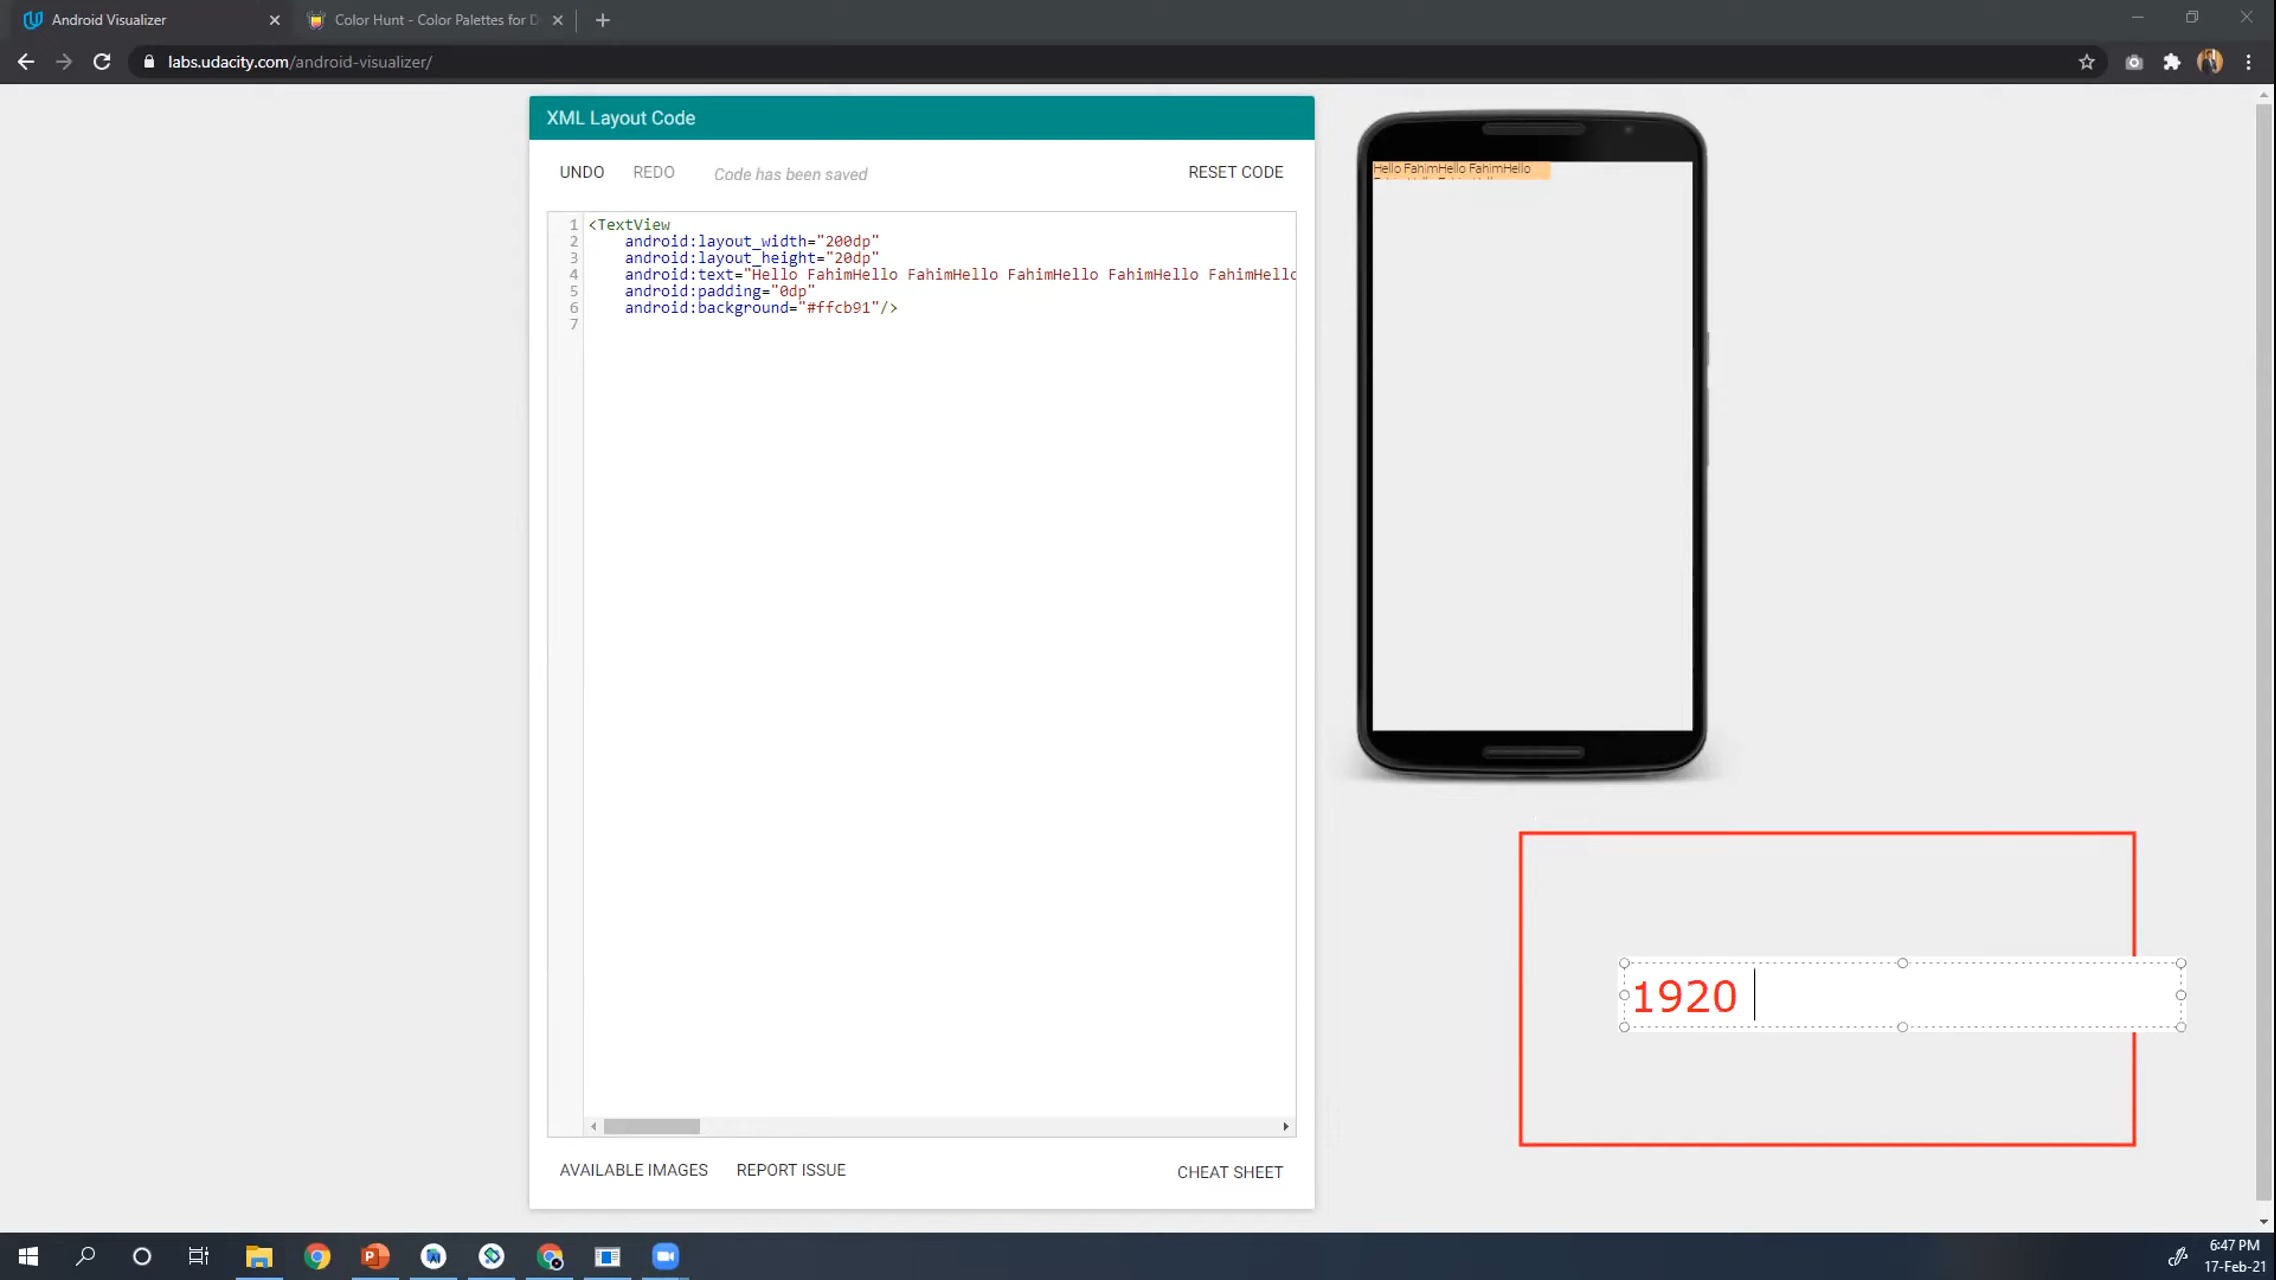 Android Visualizer
Color Hunt - Color Palettes for D
labs.udacity.com/android-visualizer/
XML Layout Code
UNDO REDO Code has been saved RESET CODE
1 <TextView
2 android:layout_width="200dp"
3 android:layout_height="20dp"
4 android:text="Hello FahimHello FahimHello FahimHello FahimHello FahimHello
5 android:padding="0dp"
6 android:background="#ffcb91"/>
7
Hello FahimHello FahimHello
1920
AVAILABLE IMAGES REPORT ISSUE CHEAT SHEET
6:47 PM
17-Feb-21